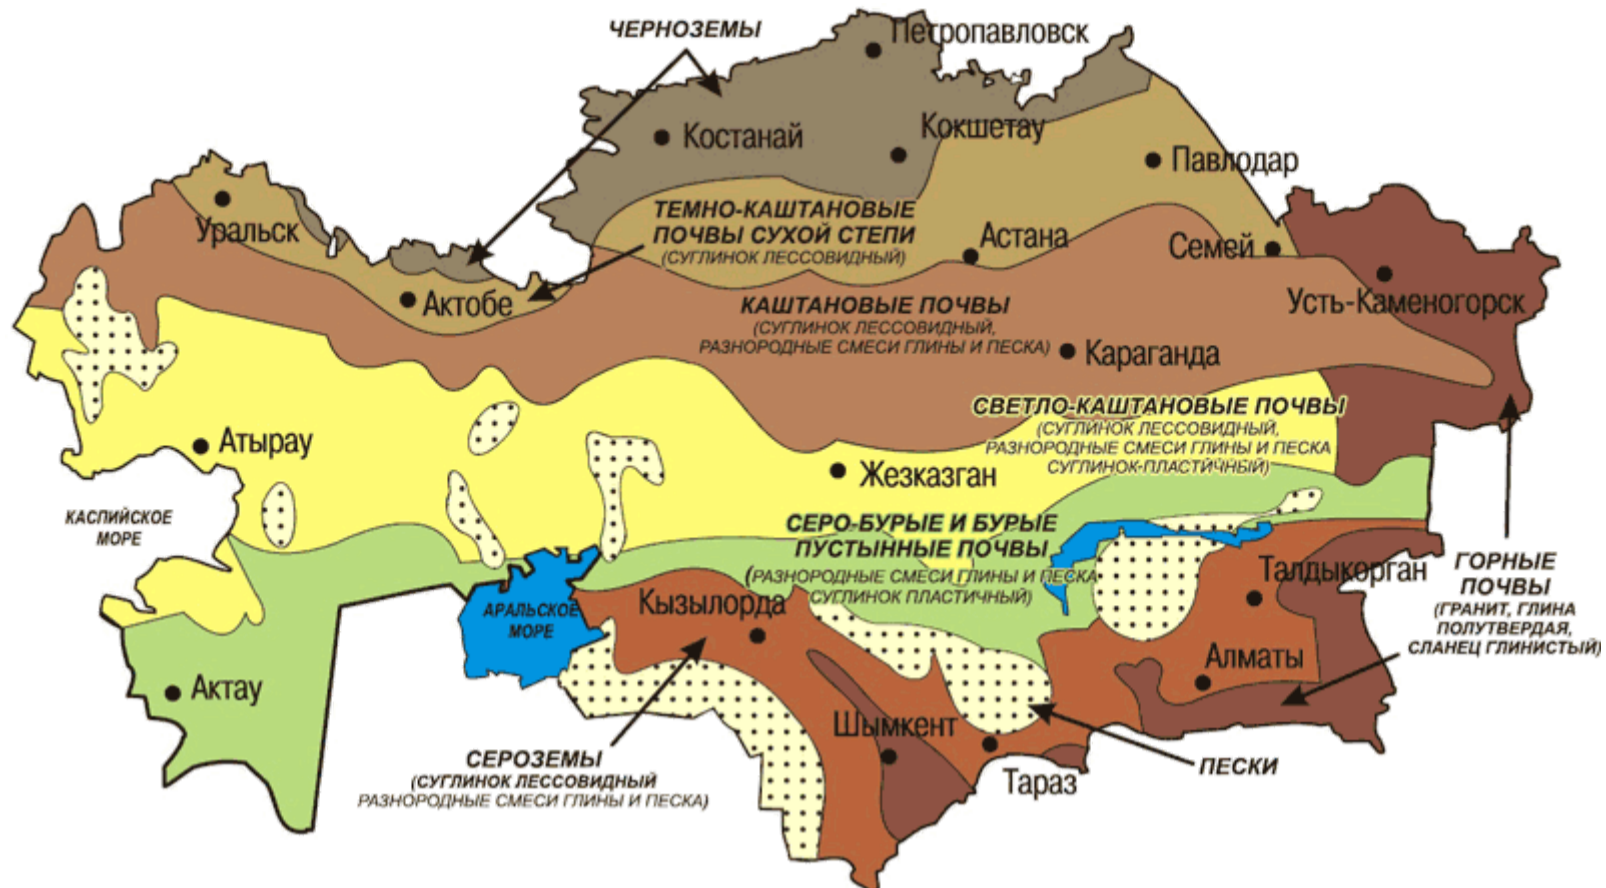 ЧЕРНОЗЕМЫ
Петропавловск
Костанай
Кокшетау
Павлодар
Уральск
ТЕМНО-КАШТАНОВЫЕ
ПОЧВЫ СУХОЙ СТЕПИ
(СУГЛИНОК ЛЕССОВИДНЫЙ)
Астана
Семей
Актобе
КАШТАНОВЫЕ ПОЧВЫ
(СУГЛИНОК ЛЕССОВИДНЫЙ,
РАЗНОРОДНЫЕ СМЕСИ ГЛИНЫ И ПЕСКА)
Усть-Каменогорск
Караганда
СВЕТЛО-КАШТАНОВЫЕ ПОЧВЫ
(СУГЛИНОК ЛЕССОВИДНЫЙ,
РАЗНОРОДНЫЕ СМЕСИ ГЛИНЫ И ПЕСКА
СУГЛИНОК-ПЛАСТИЧНЫЙ)
Атырау
Жезказган
КАСПИЙСКОЕ
МОРЕ
СЕРО-БУРЫЕ И БУРЫЕ
ПУСТЫННЫЕ ПОЧВЫ
(РАЗНОРОДНЫЕ СМЕСИ ГЛИНЫ И ПЕСКА
СУГЛИНОК ПЛАСТИЧНЫЙ)
Талдыкорган
ГОРНЫЕ
ПОЧВЫ
(ГРАНИТ, ГЛИНА
ПОЛУТВЕРДАЯ,
СЛАНЕЦ ГЛИНИСТЫЙ)
АРАЛЬСКОЕ
МОРЕ
Кызылорда
Алматы
Актау
Шымкент
СЕРОЗЕМЫ
(СУГЛИНОК ЛЕССОВИДНЫЙ
РАЗНОРОДНЫЕ СМЕСИ ГЛИНЫ И ПЕСКА)
ПЕСКИ
Тараз